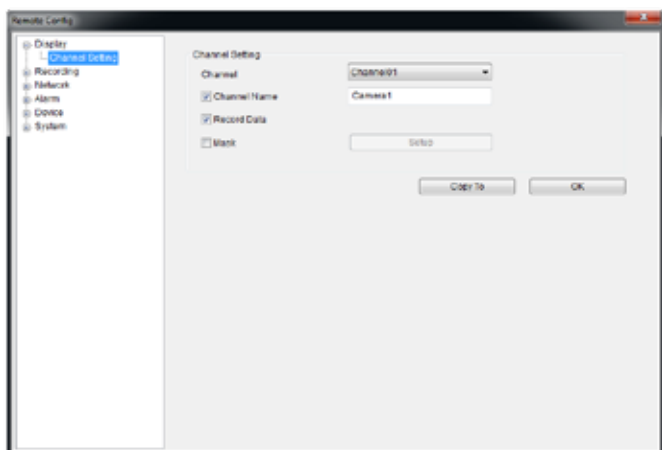 Remote Config
Display
Channel Setting
Recording
Network
Alarm
Device
System
Channel Setting
Channel
Channel01
Channel Name
Camera1
Record Data
Mask
Setup
Copy To
OK